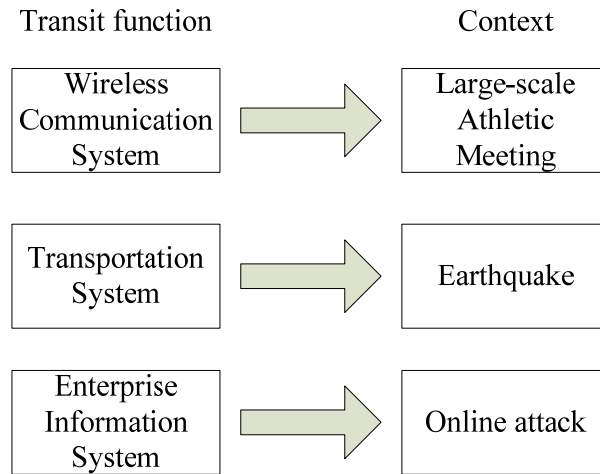 Transit function
Context
Wireless
Communication
System
Large-scale
Athletic
Meeting
Transportation
System
Earthquake
Enterprise
Information
System
Online attack